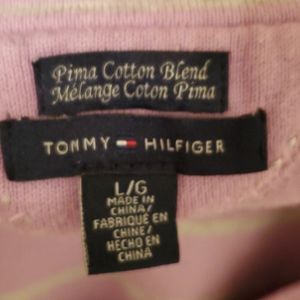 Pima Cotton Blend
Mélange Coton Pima
TOMMY HILFIGER
L/G
MADE IN
CHINA/
FABRIQUÉ EN
CHINE/
HECHO EN
CHINA